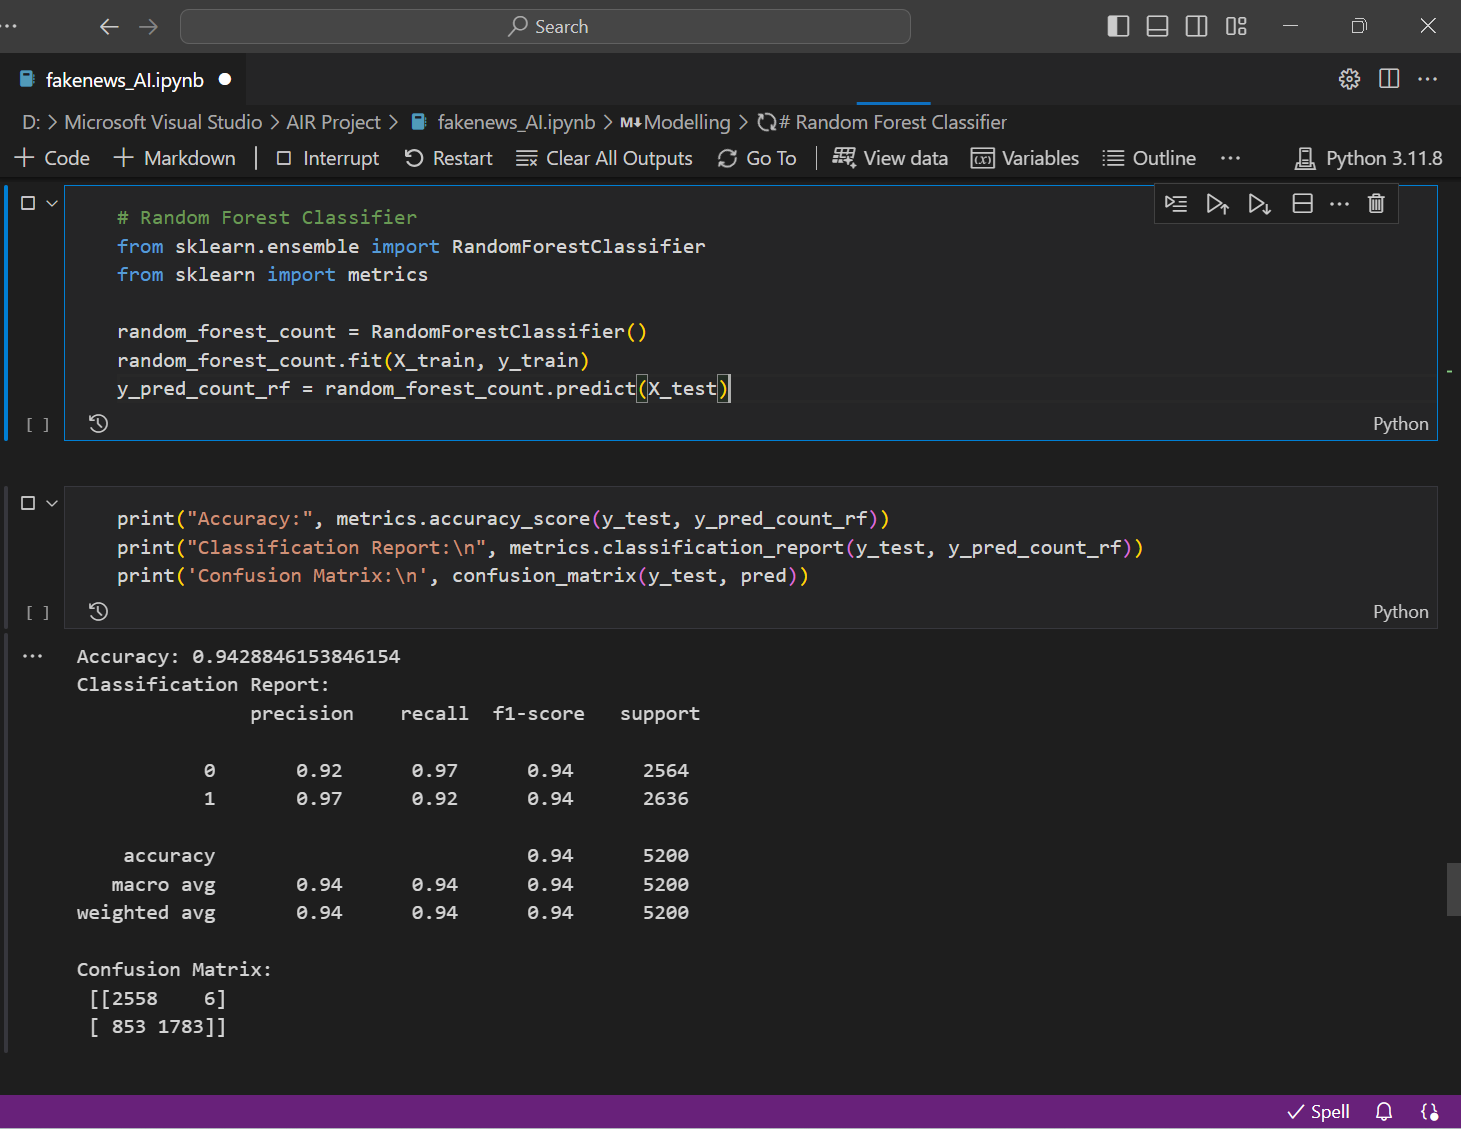 Search
fakenews_AI.ipynb
D: > Microsoft Visual Studio > AIR Project > fakenews_AI.ipynb > M↓Modelling > # Random Forest Classifier
+ Code + Markdown | Interrupt Restart Clear All Outputs Go To | View data Variables Outline ... Python 3.11.8
# Random Forest Classifier
from sklearn.ensemble import RandomForestClassifier
from sklearn import metrics
random_forest_count = RandomForestClassifier()
random_forest_count.fit(X_train, y_train)
y_pred_count_rf = random_forest_count.predict(X_test)
[ ] Python
print("Accuracy:", metrics.accuracy_score(y_test, y_pred_count_rf))
print("Classification Report:\n", metrics.classification_report(y_test, y_pred_count_rf))
print('Confusion Matrix:\n', confusion_matrix(y_test, pred))
[ ] Python
... Accuracy: 0.9428846153846154
Classification Report:
precision recall f1-score support
0 0.92 0.97 0.94 2564
1 0.97 0.92 0.94 2636
accuracy 0.94 5200
macro avg 0.94 0.94 0.94 5200
weighted avg 0.94 0.94 0.94 5200
Confusion Matrix:
[[2558 6]
[ 853 1783]]
Spell